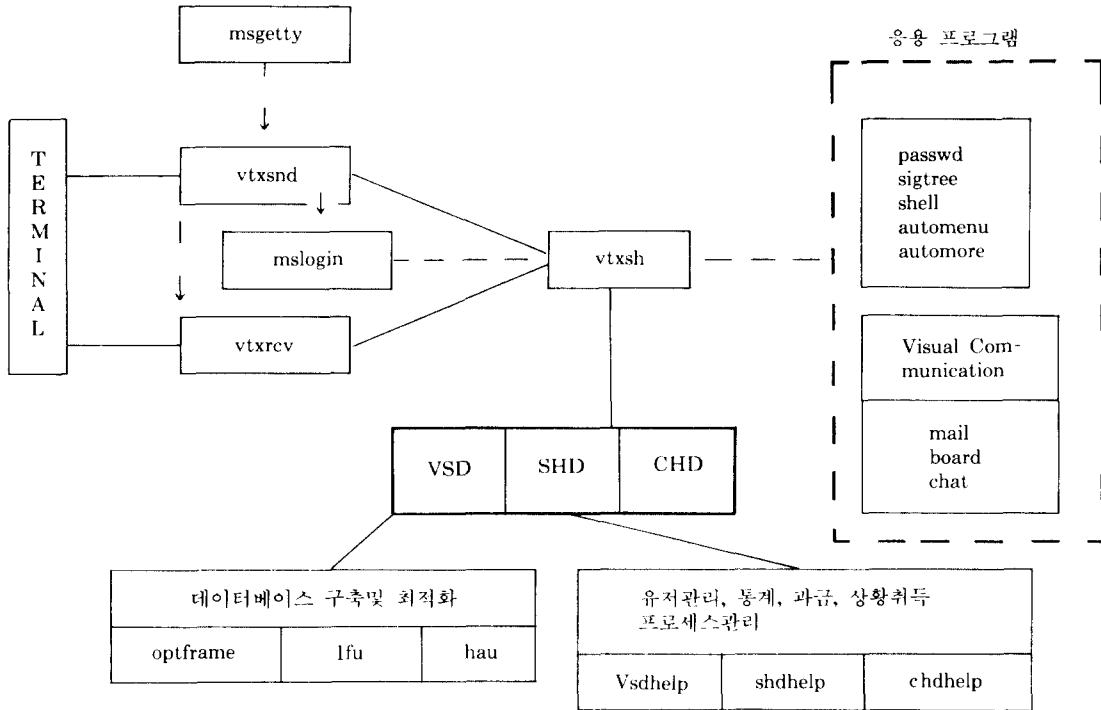 msgetty
응용 프로그램
TERMINAL
vtxsnd
mslogin
vtxrcv
vtxsh
passwd
sigtree
shell
automenu
automore
Visual Com-
munication
mail
board
chat
VSD
SHD
CHD
데이터베이스 구축및 최적화
optframe
lfu
hau
유저관리, 통계, 과금, 상황취득
프로세스관리
Vsdhelp
shdhelp
chdhelp